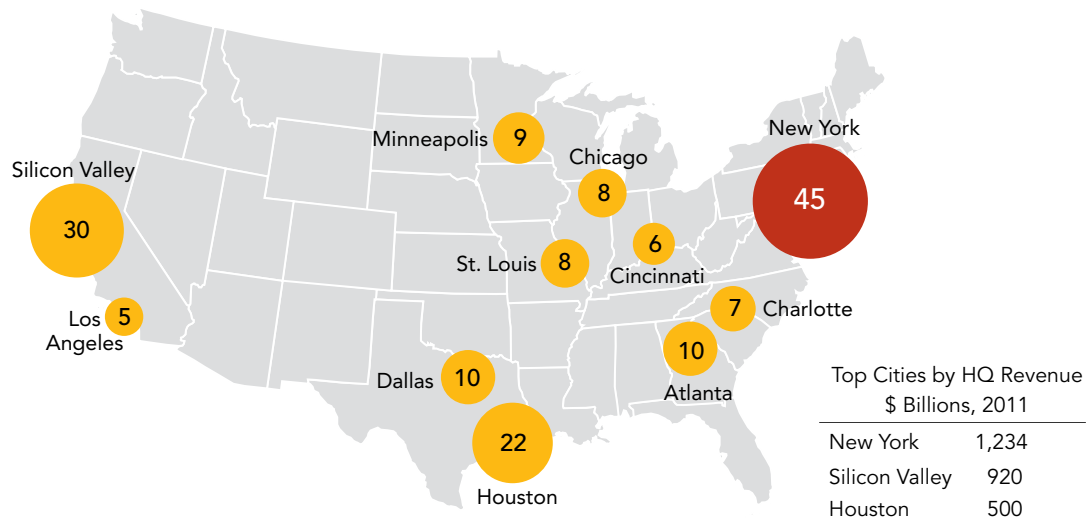 New York
45
Minneapolis
9
Chicago
8
Silicon Valley
30
6
Cincinnati
St. Louis
8
7
Charlotte
Los
Angeles
5
10
Atlanta
Dallas
10
22
Houston
Top Cities by HQ Revenue
$ Billions, 2011
New York 1,234
Silicon Valley 920
Houston 500